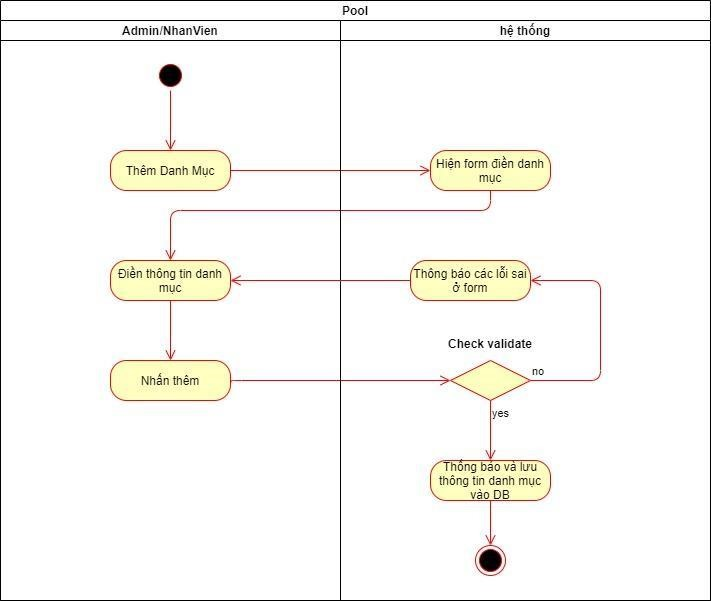 Pool
Admin/NhanVien
hệ thống
Thêm Danh Mục
Hiện form điền danh
mục
Điền thông tin danh
mục
Thông báo các lỗi sai
ở form
Check validate
Nhấn thêm
no
yes
Thống báo và lưu
thông tin danh mục
vào DB